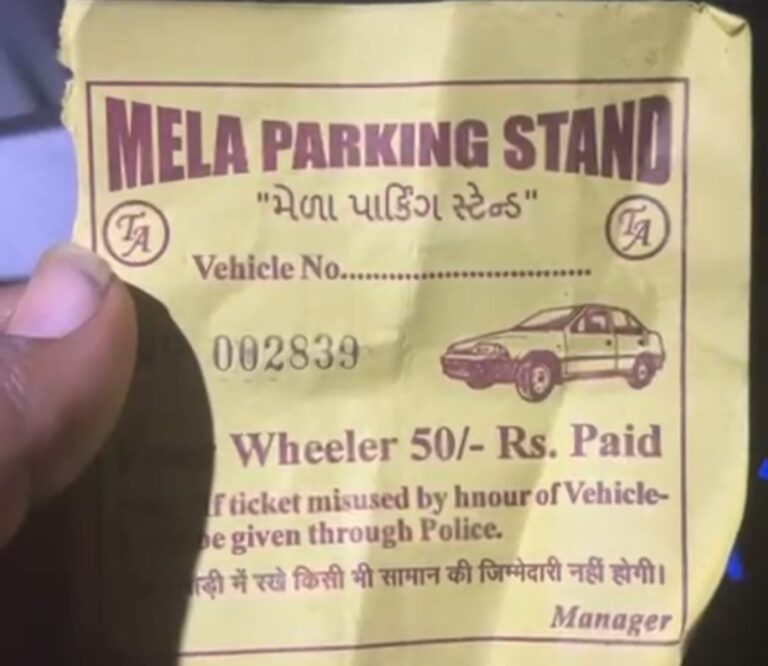 MELA PARKING STAND
"મેળા પાર્કિંગ સ્ટેન્ડ"
TA TA
Vehicle No..............................
002839
Wheeler 50/- Rs. Paid
If ticket misused by hnour of Vehicle-
be given through Police.
में रखे किसी भी सामान की जिम्मेदारी नहीं होगी।
Manager